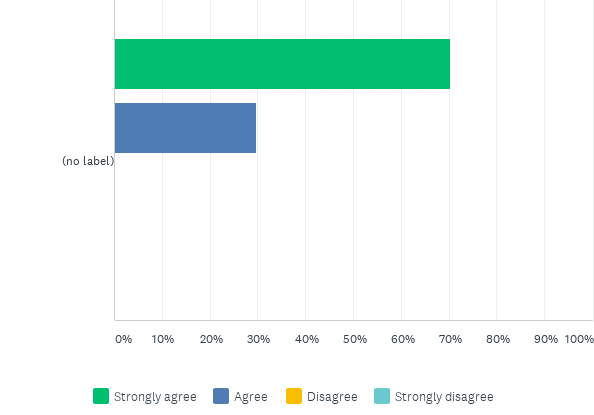 (no label)
0% 10% 20% 30% 40% 50% 60% 70% 80% 90% 100%
Strongly agree Agree Disagree Strongly disagree